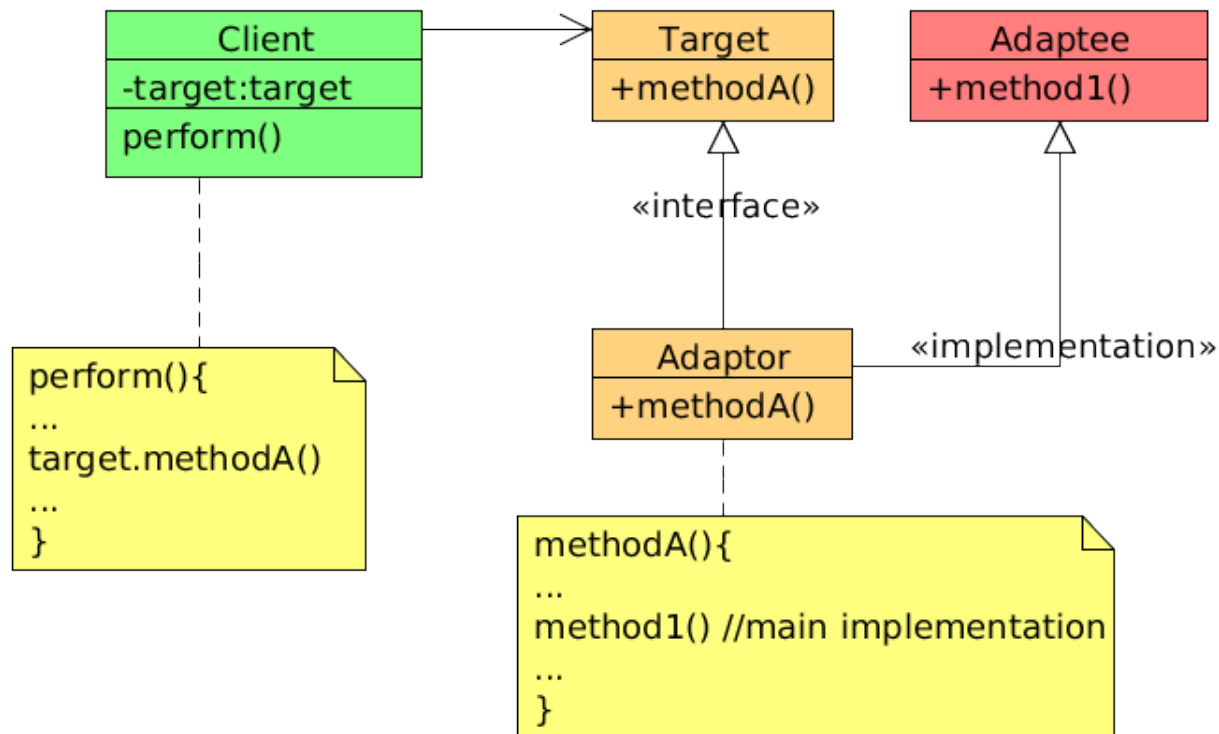 Client
-target:target
perform()
Target
+methodA()
Adaptee
+method1()
«interface»
«implementation»
Adaptor
+methodA()
perform(){
...
target.methodA()
...
}
methodA(){
...
method1() //main implementation
...
}